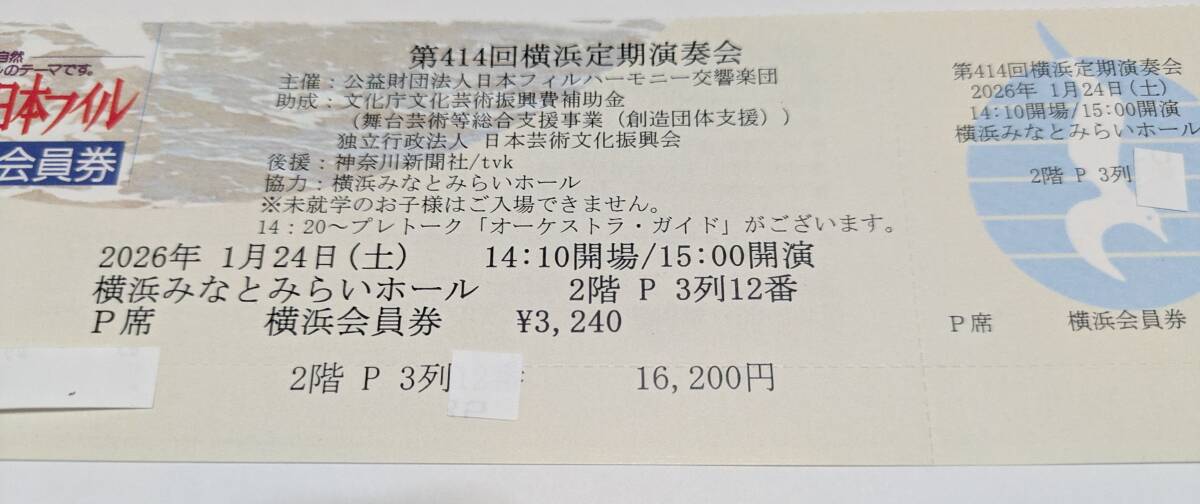 自然
のテーマです。
日本フィル
会員券
第414回横浜定期演奏会
主催：公益財団法人日本フィルハーモニー交響楽団
助成：文化庁文化芸術振興費補助金
（舞台芸術等総合支援事業（創造団体支援））
独立行政法人 日本芸術文化振興会
後援：神奈川新聞社/tvk
協力：横浜みなとみらいホール
※未就学のお子様はご入場できません。
14：20～プレトーク「オーケストラ・ガイド」がございます。
2026年 1月24日(土) 14:10開場/15:00開演
横浜みなとみらいホール 2階 P 3列12番
P席 横浜会員券 ¥3,240
2階 P 3列 16,200円
第414回横浜定期演奏会
2026年 1月24日(土)
14:10開場/15:00開演
横浜みなとみらいホール
2階 P 3列
P席 横浜会員券